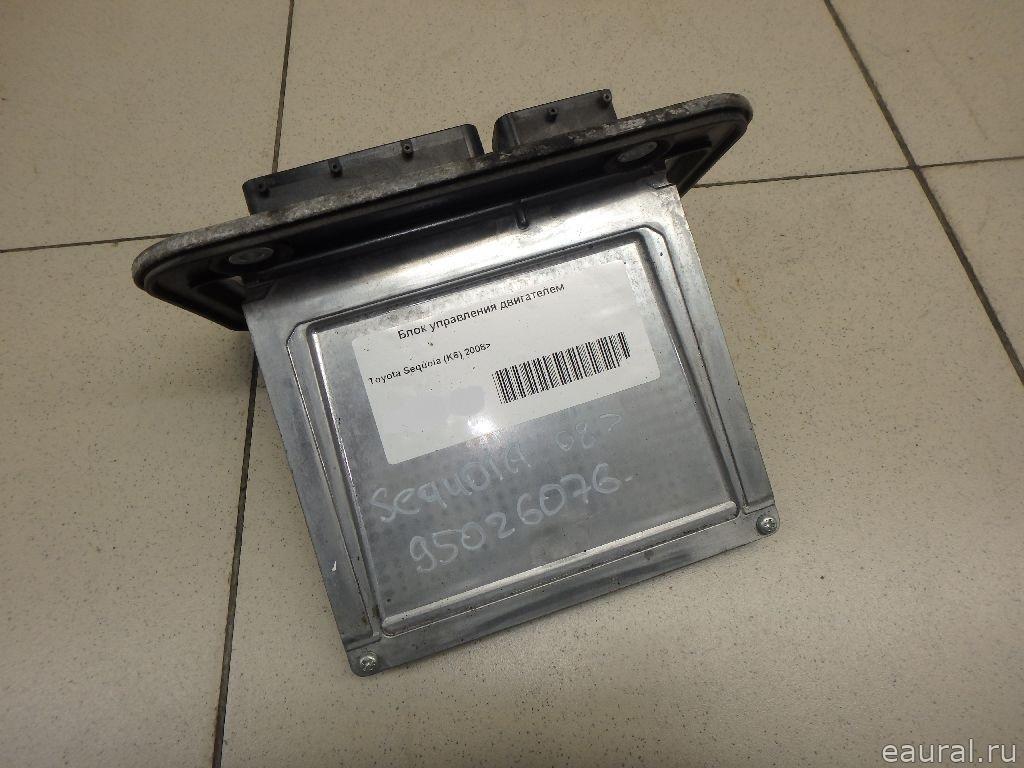 Блок управления двигателем
Toyota Sequoia (K6) 2008>
SequOIA 08>
95026076
eaural.ru